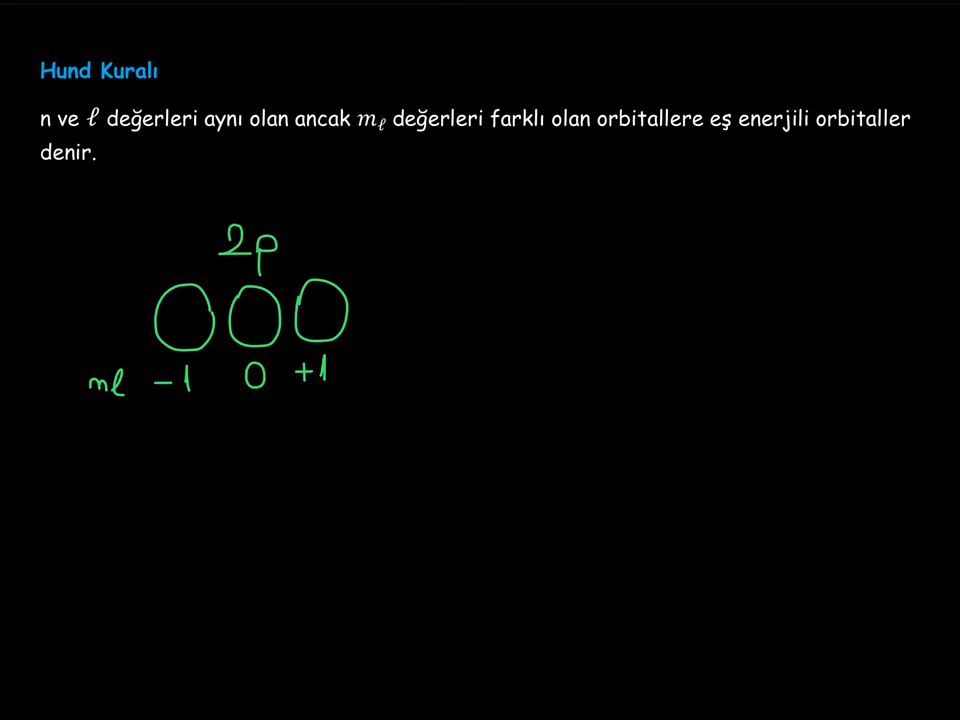 Hund Kuralı
n ve ℓ değerleri aynı olan ancak mℓ değerleri farklı olan orbitallere eş enerjili orbitaller
denir.
2p
mℓ -1 0 +1